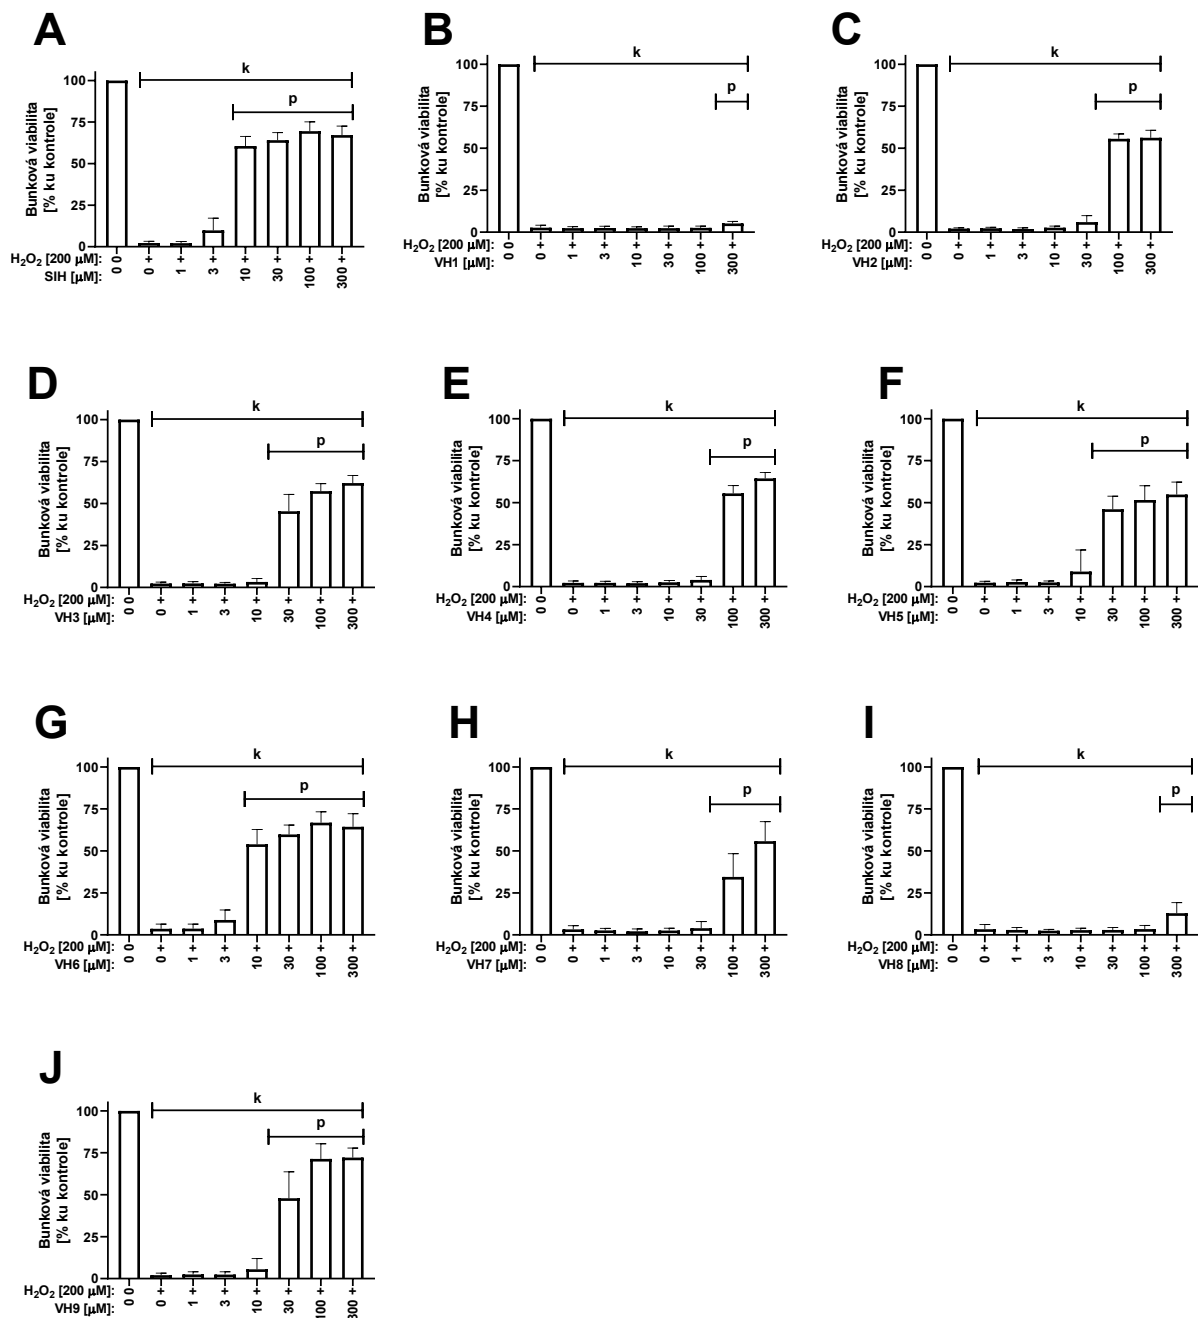 A
B
C
k
p
Bunková viabilita
[% ku kontrole]
100
75
50
25
0
H₂O₂ [200 µM]: 0 + + + + + + +
SIH [µM]: 0 0 1 3 10 30 100 300
k
p
Bunková viabilita
[% ku kontrole]
100
75
50
25
0
H₂O₂ [200 µM]: 0 + + + + + + +
VH1 [µM]: 0 0 1 3 10 30 100 300
k
p
Bunková viabilita
[% ku kontrole]
100
75
50
25
0
H₂O₂ [200 µM]: 0 + + + + + + +
VH2 [µM]: 0 0 1 3 10 30 100 300
D
E
F
k
p
Bunková viabilita
[% ku kontrole]
100
75
50
25
0
H₂O₂ [200 µM]: 0 + + + + + + +
VH3 [µM]: 0 0 1 3 10 30 100 300
k
p
Bunková viabilita
[% ku kontrole]
100
75
50
25
0
H₂O₂ [200 µM]: 0 + + + + + + +
VH4 [µM]: 0 0 1 3 10 30 100 300
k
p
Bunková viabilita
[% ku kontrole]
100
75
50
25
0
H₂O₂ [200 µM]: 0 + + + + + + +
VH5 [µM]: 0 0 1 3 10 30 100 300
G
H
I
k
p
Bunková viabilita
[% ku kontrole]
100
75
50
25
0
H₂O₂ [200 µM]: 0 + + + + + + +
VH6 [µM]: 0 0 1 3 10 30 100 300
k
p
Bunková viabilita
[% ku kontrole]
100
75
50
25
0
H₂O₂ [200 µM]: 0 + + + + + + +
VH7 [µM]: 0 0 1 3 10 30 100 300
k
p
Bunková viabilita
[% ku kontrole]
100
75
50
25
0
H₂O₂ [200 µM]: 0 + + + + + + +
VH8 [µM]: 0 0 1 3 10 30 100 300
J
k
p
Bunková viabilita
[% ku kontrole]
100
75
50
25
0
H₂O₂ [200 µM]: 0 + + + + + + +
VH9 [µM]: 0 0 1 3 10 30 100 300